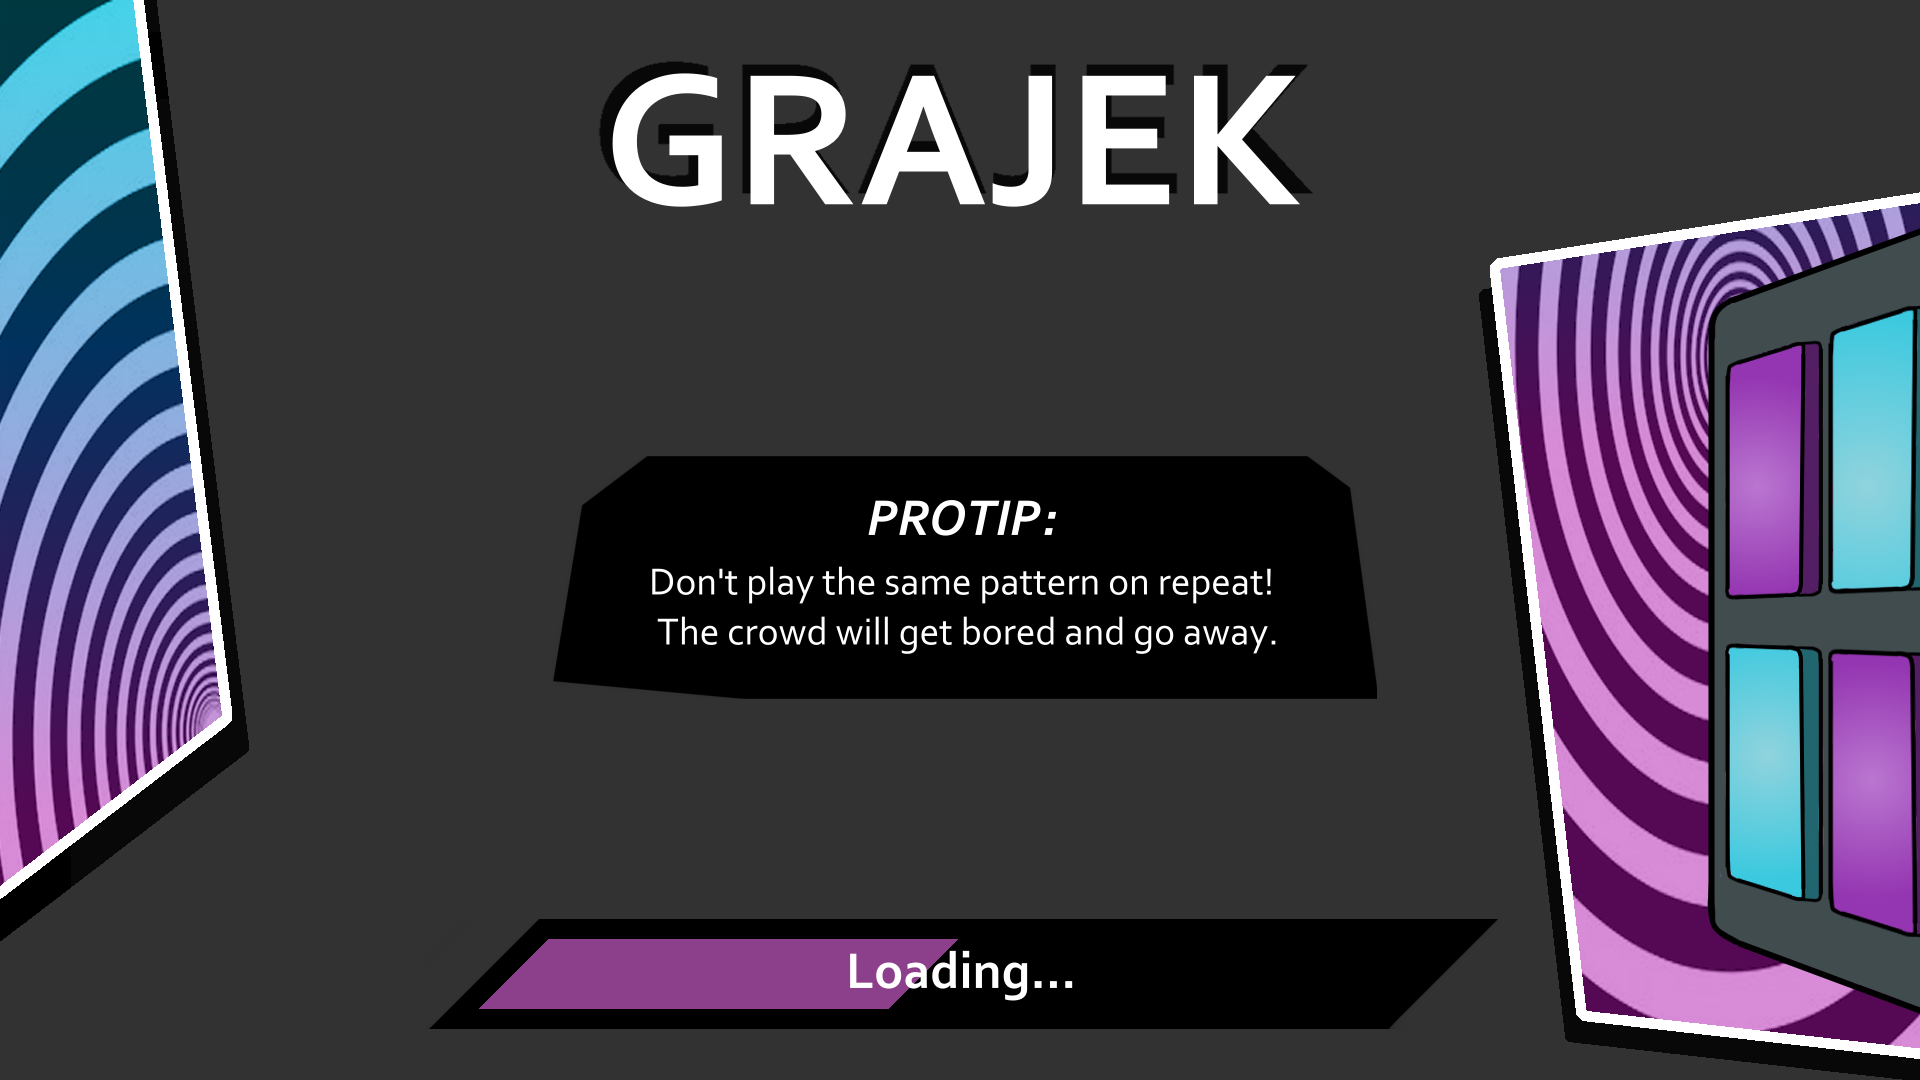 GRAJEK
PROTIP:
Don't play the same pattern on repeat!
The crowd will get bored and go away.
Loading...